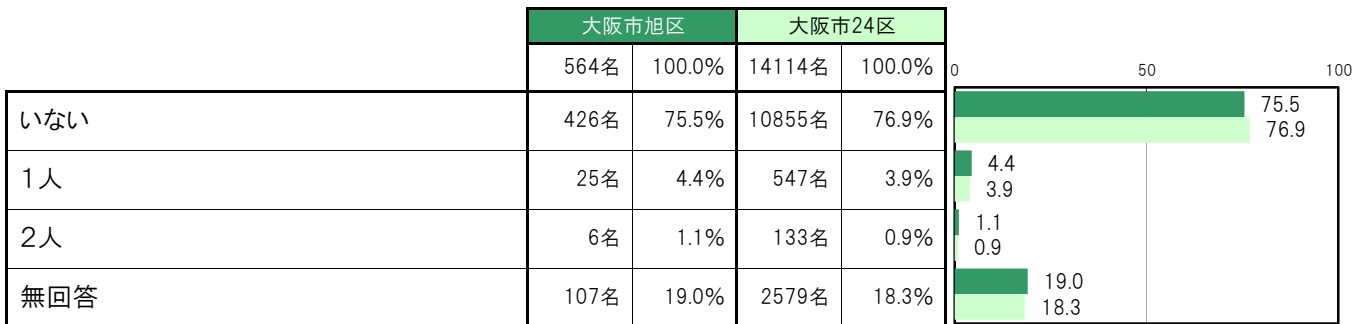 大阪市旭区 大阪市24区
564名 100.0% 14114名 100.0%
0 50 100
いない 426名 75.5% 10855名 76.9%
75.5
76.9
1人 25名 4.4% 547名 3.9%
4.4
3.9
2人 6名 1.1% 133名 0.9%
1.1
0.9
無回答 107名 19.0% 2579名 18.3%
19.0
18.3